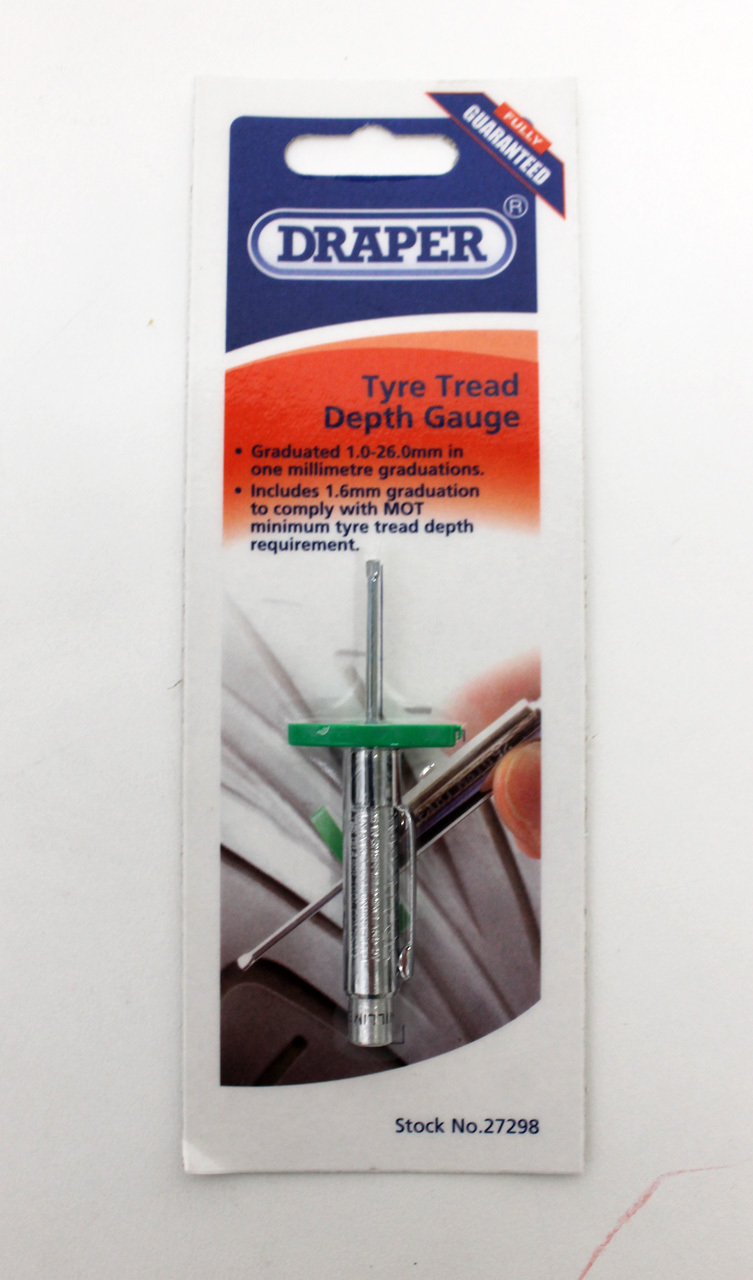 FULLY
GUARANTEED
DRAPER®
Tyre Tread
Depth Gauge
• Graduated 1.0-26.0mm in
one millimetre graduations.
• Includes 1.6mm graduation
to comply with MOT
minimum tyre tread depth
requirement.
Stock No.27298